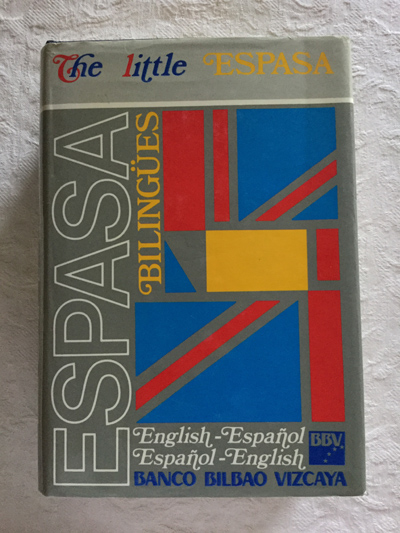 The little ESPASA
ESPASA
BILINGÜES
English-Español
Español-English
BBV
BANCO BILBAO VIZCAYA